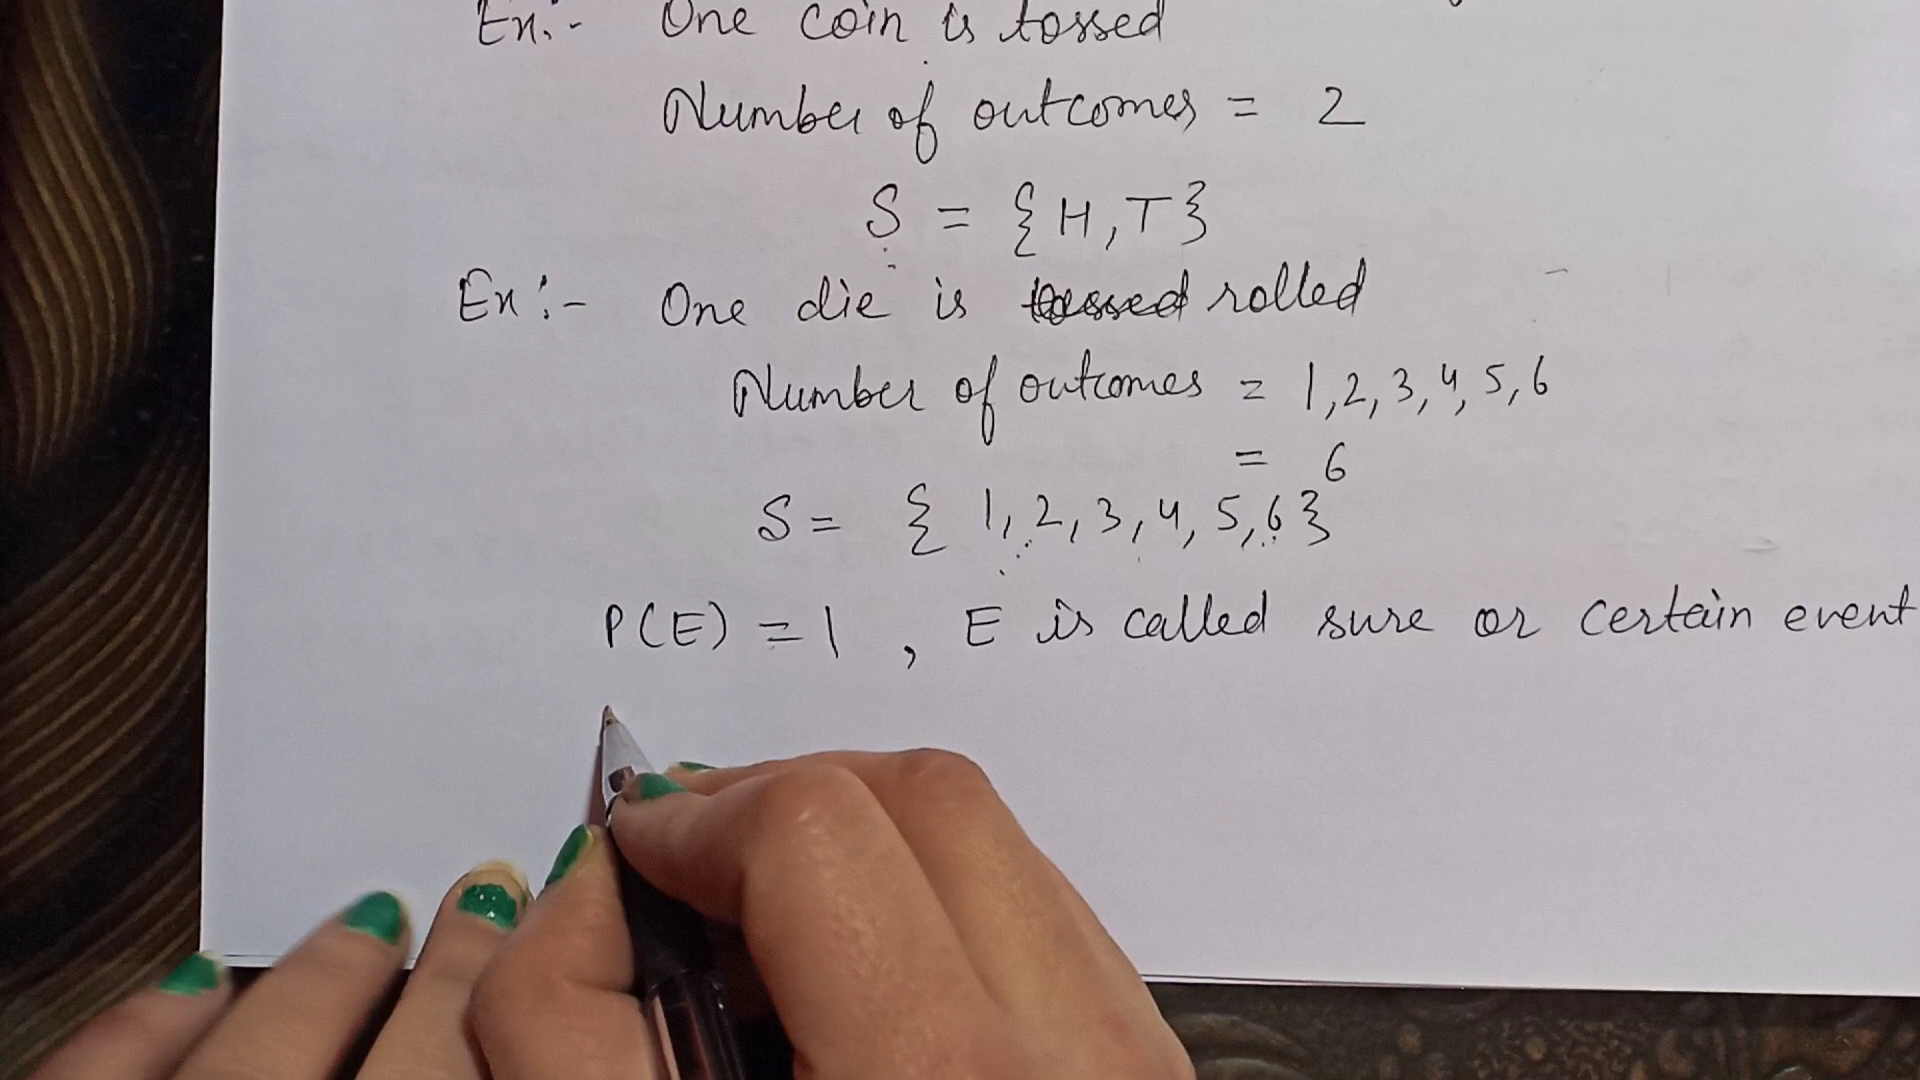 Ex:- One coin is tossed
Number of outcomes = 2
S = {H,T}
Ex:- One die is tossed rolled
Number of outcomes = 1,2,3,4,5,6
= 6
S = { 1,2,3,4,5,6}
P(E) = 1 , E is called sure or certain event